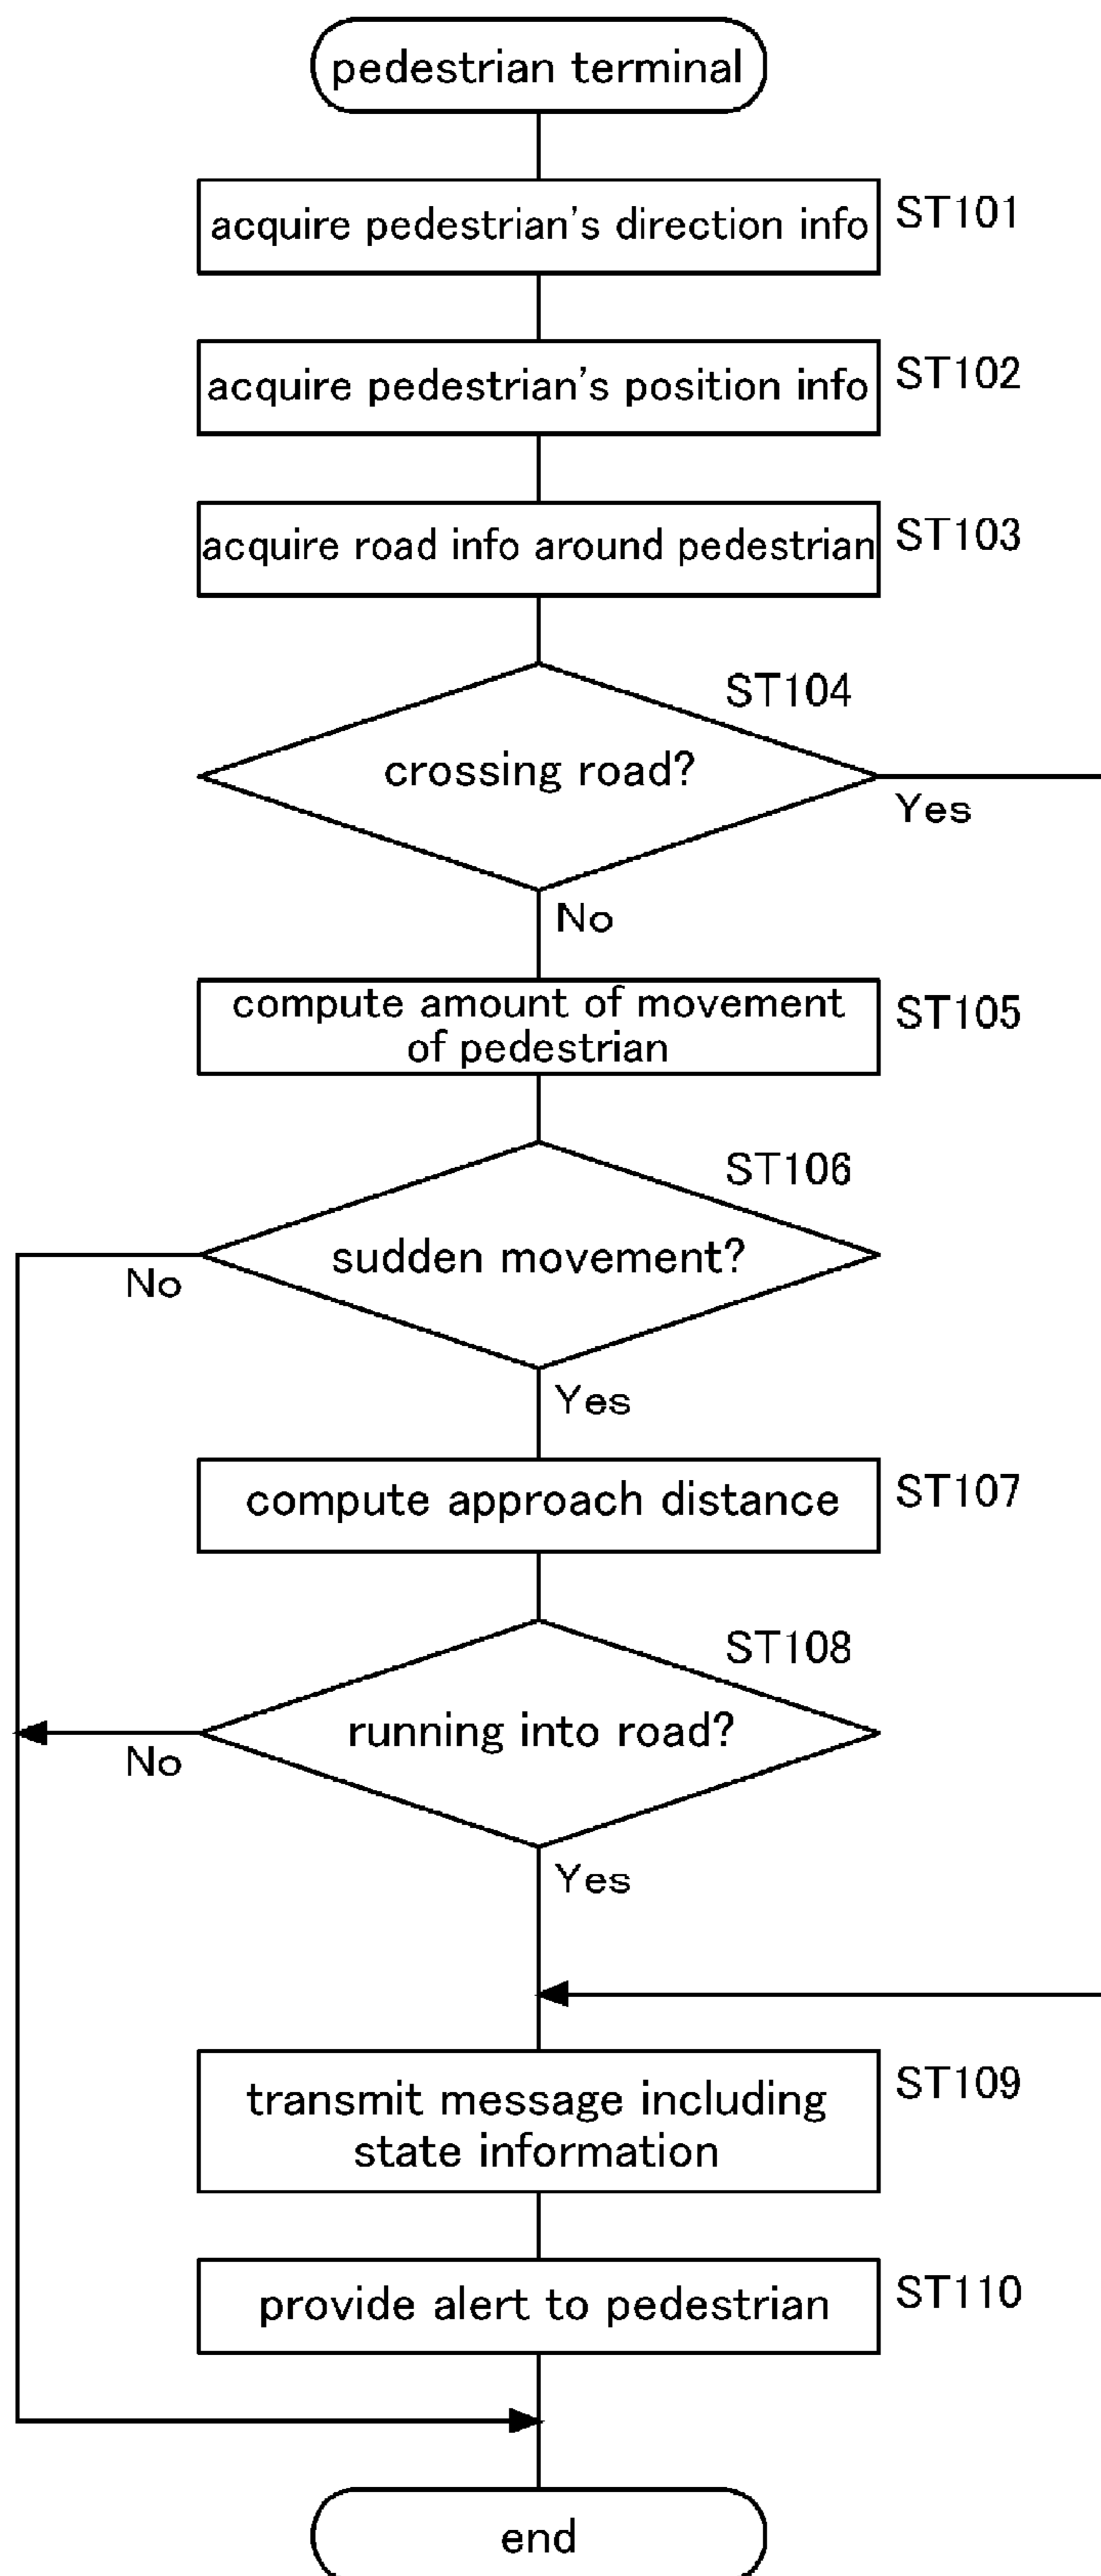 pedestrian terminal
acquire pedestrian's direction info
ST101
acquire pedestrian's position info
ST102
acquire road info around pedestrian
ST103
ST104
crossing road?
Yes
No
compute amount of movement
of pedestrian
ST105
ST106
sudden movement?
No
Yes
compute approach distance
ST107
ST108
running into road?
No
Yes
transmit message including
state information
ST109
provide alert to pedestrian
ST110
end